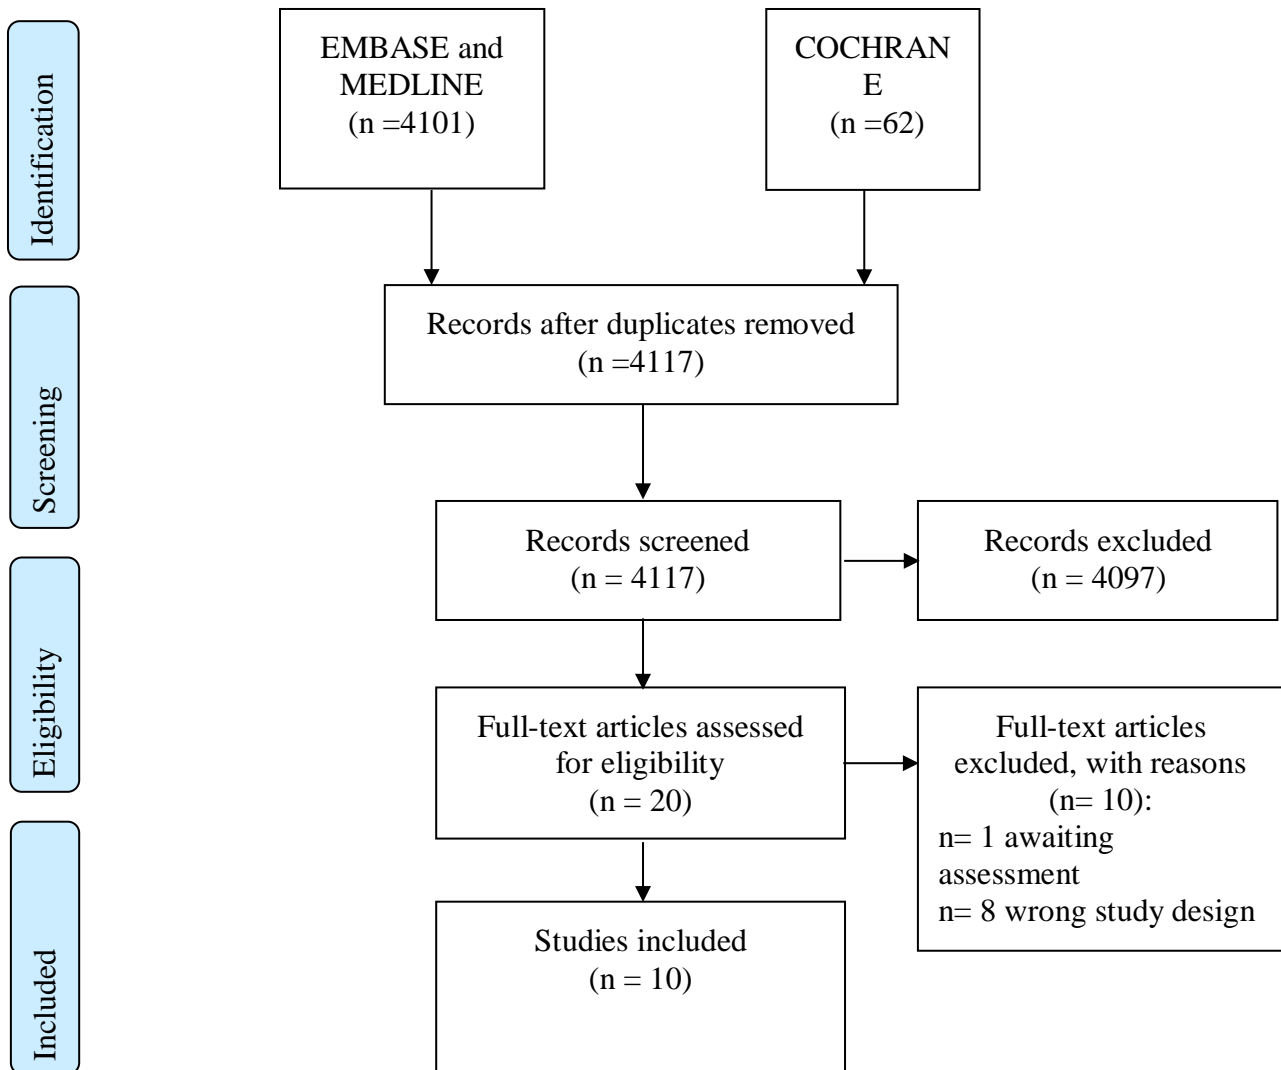 Identification
EMBASE and
MEDLINE
(n =4101)
COCHRAN
E
(n =62)
Screening
Records after duplicates removed
(n =4117)
Records screened
(n = 4117)
Records excluded
(n = 4097)
Eligibility
Full-text articles assessed
for eligibility
(n = 20)
Full-text articles
excluded, with reasons
(n= 10):
n= 1 awaiting
assessment
n= 8 wrong study design
Included
Studies included
(n = 10)